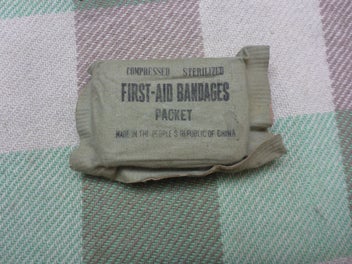 COMPRESSED STERILIZED
FIRST-AID BANDAGES
PACKET
MADE IN THE PEOPLE'S REPUBLIC OF CHINA